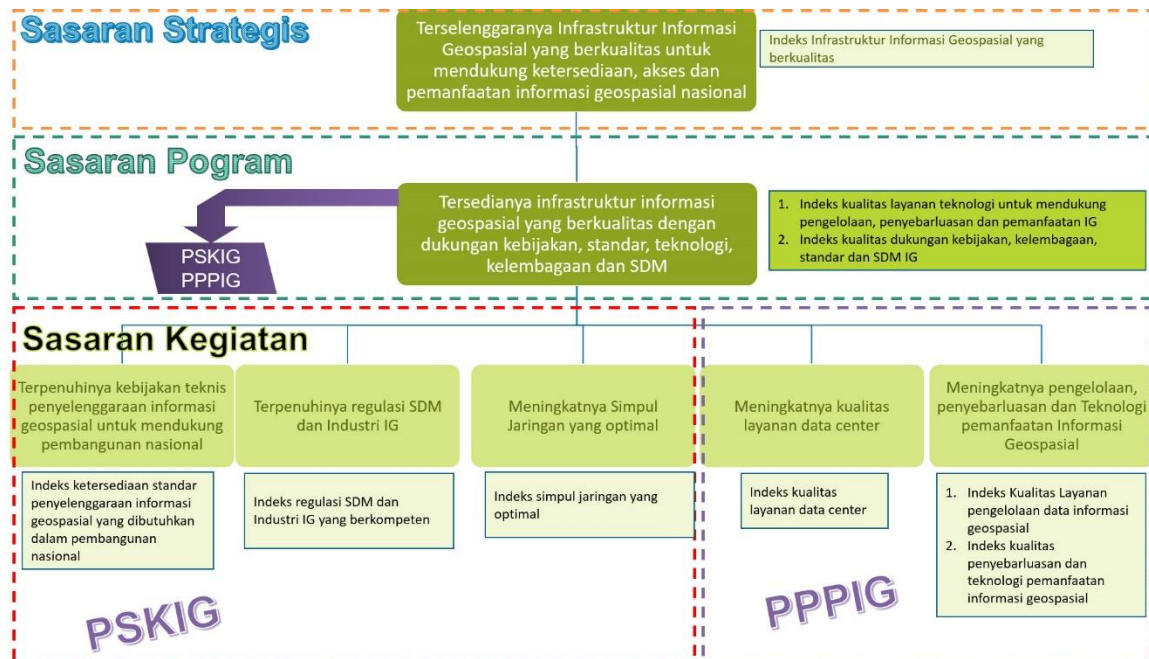 Sasaran Strategis
Terselenggaranya Infrastruktur Informasi
Geospasial yang berkualitas untuk
mendukung ketersediaan, akses dan
pemanfaatan informasi geospasial nasional
Indeks Infrastruktur Informasi Geospasial yang
berkualitas
Sasaran Pogram
PSKIG
PPPIG
Tersedianya infrastruktur informasi
geospasial yang berkualitas dengan
dukungan kebijakan, standar, teknologi,
kelembagaan dan SDM
1. Indeks kualitas layanan teknologi untuk mendukung
pengelolaan, penyebarluasan dan pemanfaatan IG
2. Indeks kualitas dukungan kebijakan, kelembagaan,
standar dan SDM IG
Sasaran Kegiatan
Terpenuhinya kebijakan teknis
penyelenggaraan informasi
geospasial untuk mendukung
pembangunan nasional
Indeks ketersediaan standar
penyelenggaraan informasi
geospasial yang dibutuhkan
dalam pembangunan
nasional
Terpenuhinya regulasi SDM
dan Industri IG
Indeks regulasi SDM dan
Industri IG yang berkompeten
Meningkatnya Simpul
Jaringan yang optimal
Indeks simpul jaringan yang
optimal
Meningkatnya kualitas
layanan data center
Indeks kualitas
layanan data center
Meningkatnya pengelolaan,
penyebarluasan dan Teknologi
pemanfaatan Informasi
Geospasial
1. Indeks Kualitas Layanan
pengelolaan data informasi
geospasial
2. Indeks kualitas
penyebarluasan dan
teknologi pemanfaatan
informasi geospasial
PSKIG
PPPIG